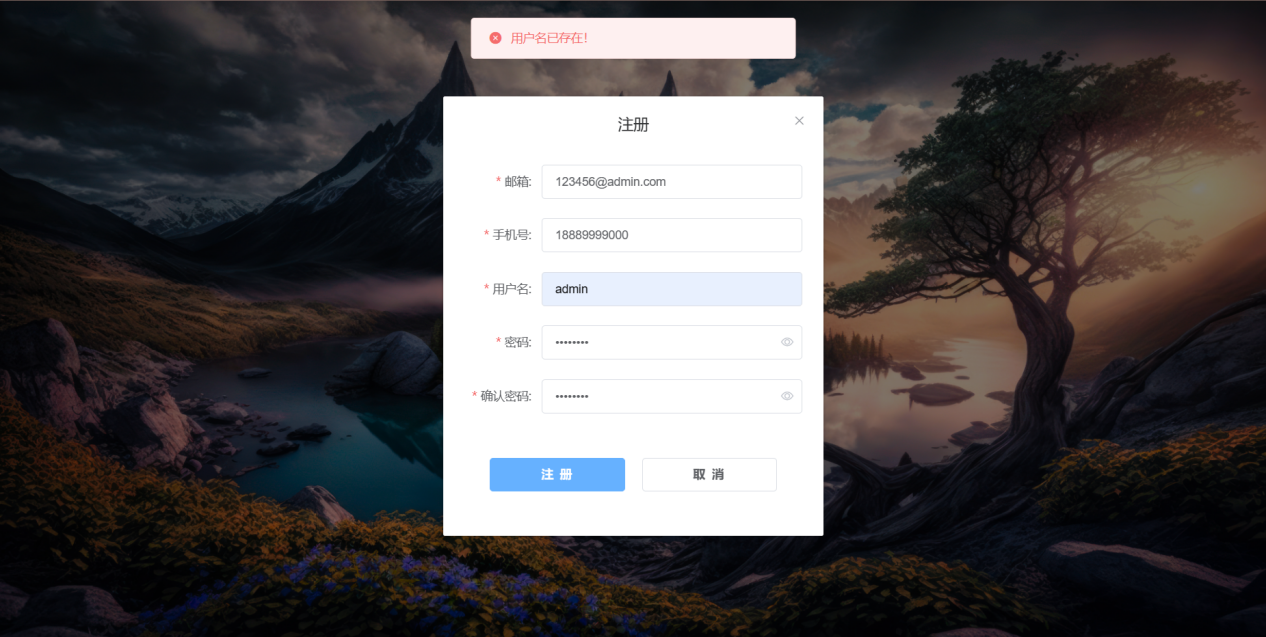 用户名已存在!
注册
* 邮箱: 123456@admin.com
* 手机号: 18889999000
* 用户名: admin
* 密码: ••••••••
* 确认密码: ••••••••
注 册 取 消